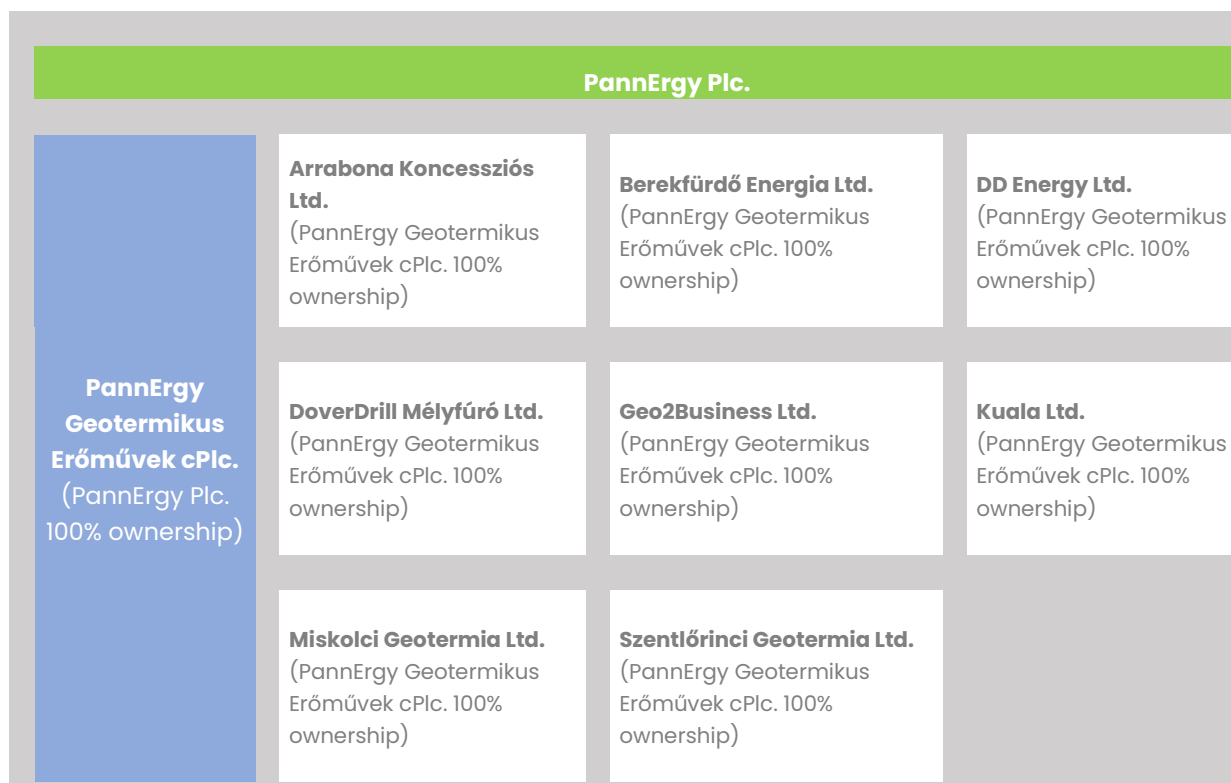 PannErgy Plc.
PannErgy
Geotermikus
Erőművek cPlc.
(PannErgy Plc.
100% ownership)
Arrabona Koncessziós
Ltd.
(PannErgy Geotermikus
Erőművek cPlc. 100%
ownership)
Berekfürdő Energia Ltd.
(PannErgy Geotermikus
Erőművek cPlc. 100%
ownership)
DD Energy Ltd.
(PannErgy Geotermikus
Erőművek cPlc. 100%
ownership)
DoverDrill Mélyfúró Ltd.
(PannErgy Geotermikus
Erőművek cPlc. 100%
ownership)
Geo2Business Ltd.
(PannErgy Geotermikus
Erőművek cPlc. 100%
ownership)
Kuala Ltd.
(PannErgy Geotermikus
Erőművek cPlc. 100%
ownership)
Miskolci Geotermia Ltd.
(PannErgy Geotermikus
Erőművek cPlc. 100%
ownership)
Szentlőrinci Geotermia Ltd.
(PannErgy Geotermikus
Erőművek cPlc. 100%
ownership)